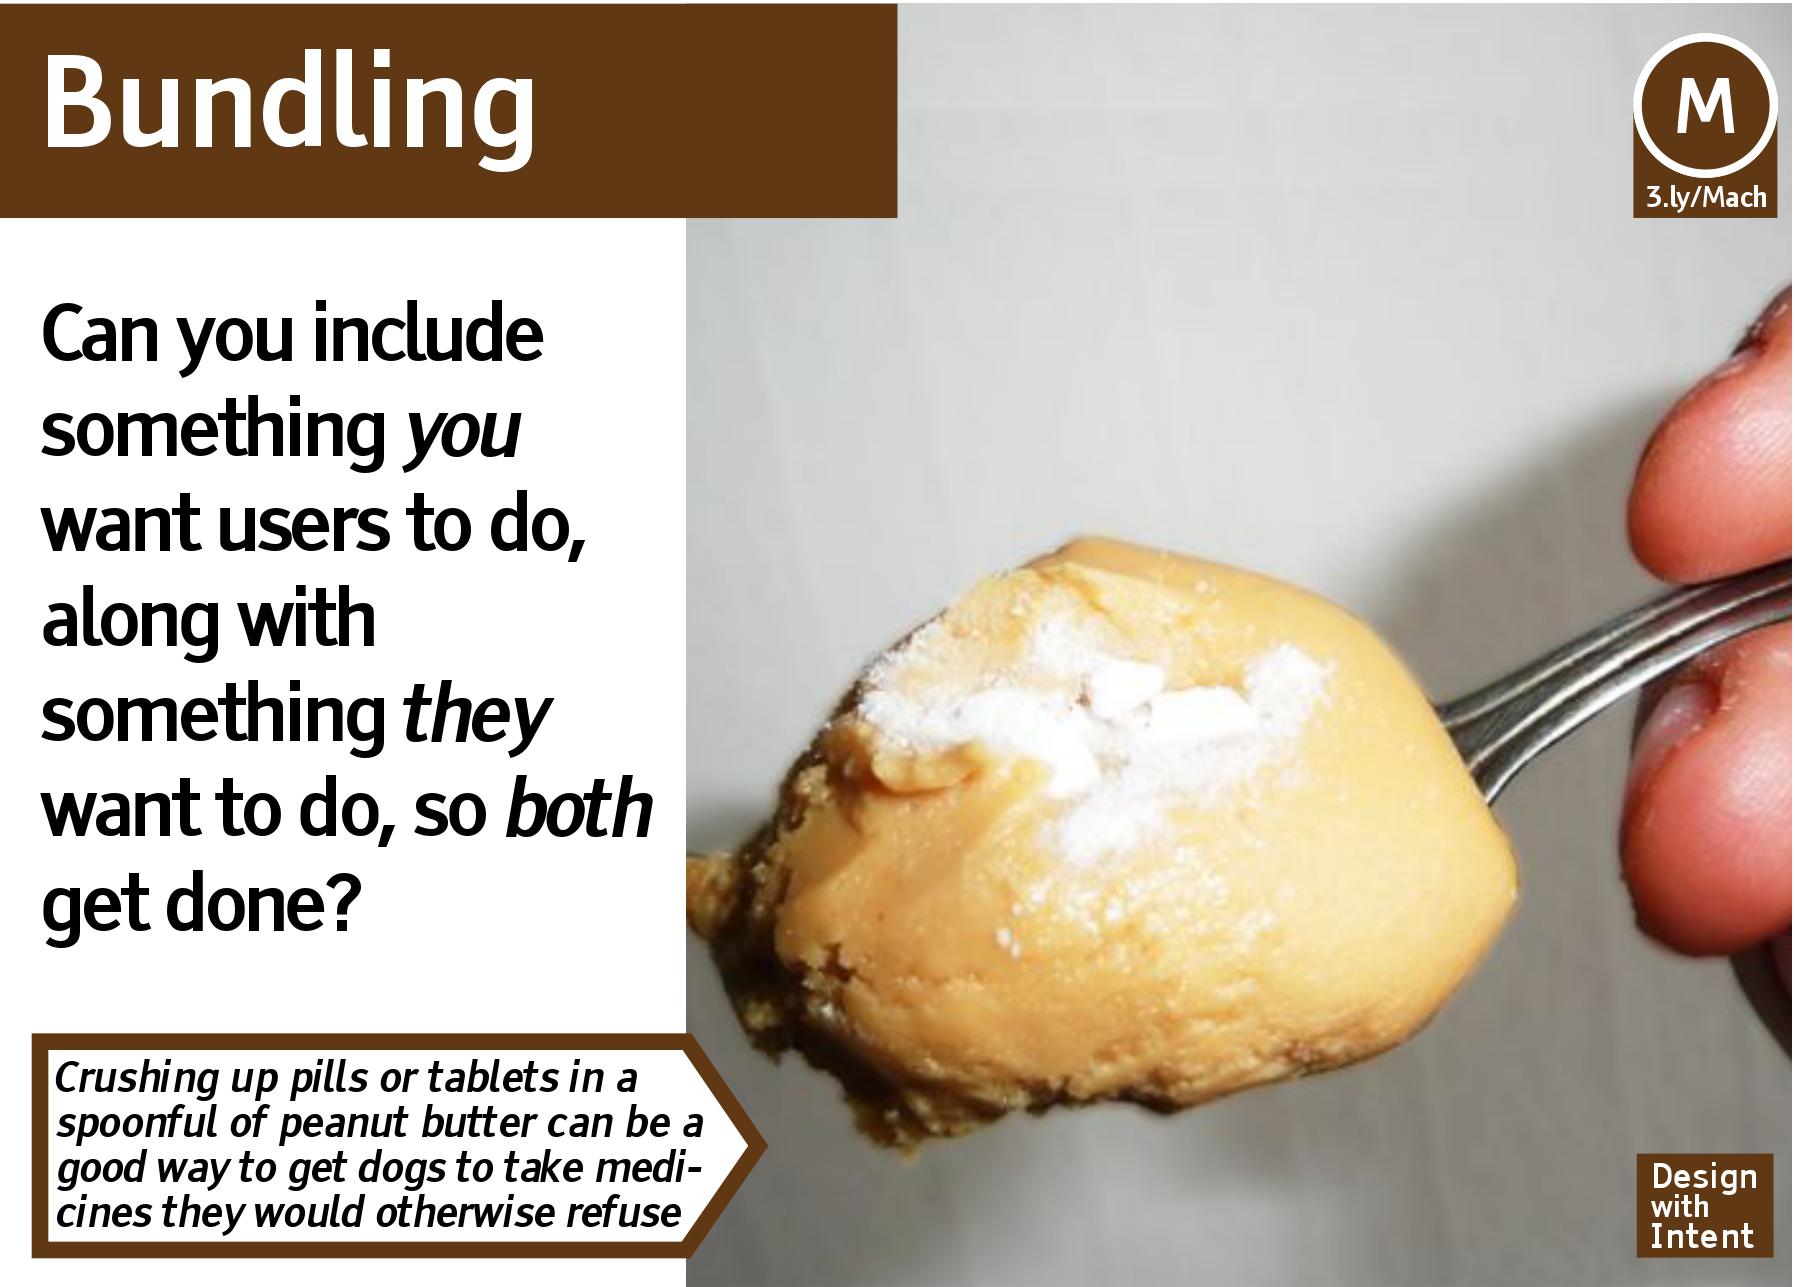 Bundling
M
3.ly/Mach
Can you include
something you
want users to do,
along with
something they
want to do, so both
get done?
Crushing up pills or tablets in a
spoonful of peanut butter can be a
good way to get dogs to take medi-
cines they would otherwise refuse
Design
with
Intent